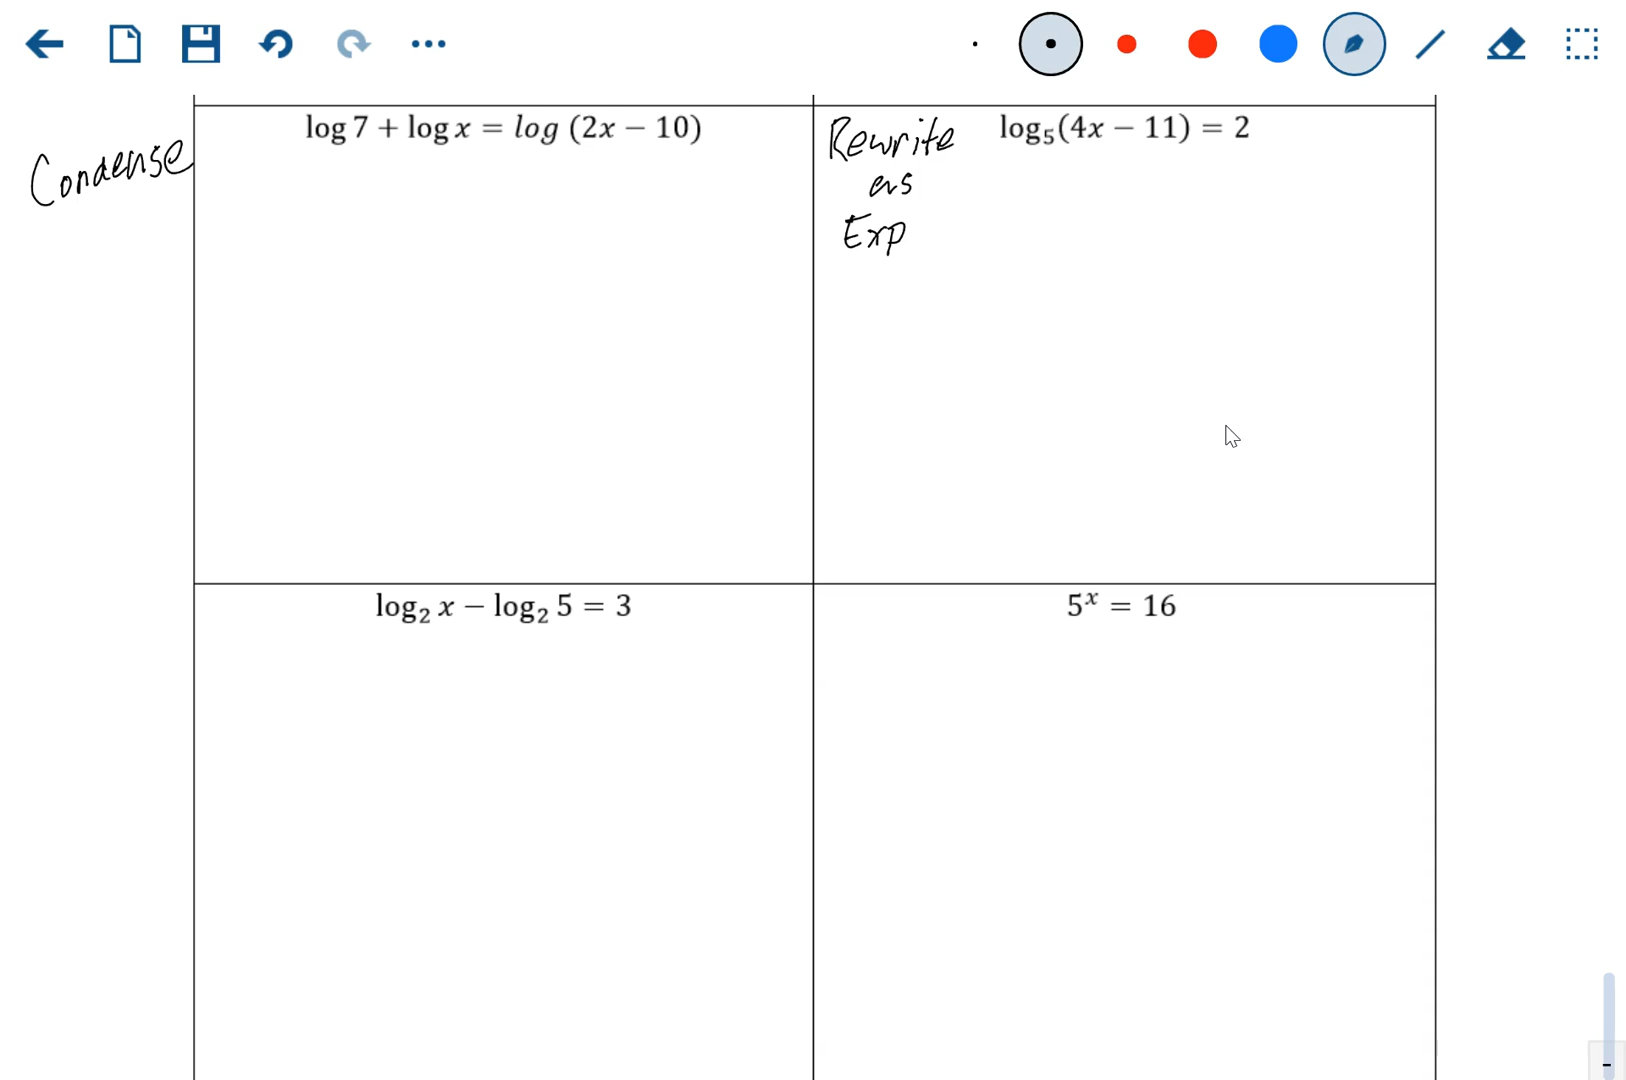 Condense
log 7 + log x = log (2x − 10)
Rewrite
as
Exp
log₅(4x − 11) = 2
log₂ x − log₂ 5 = 3
5ˣ = 16